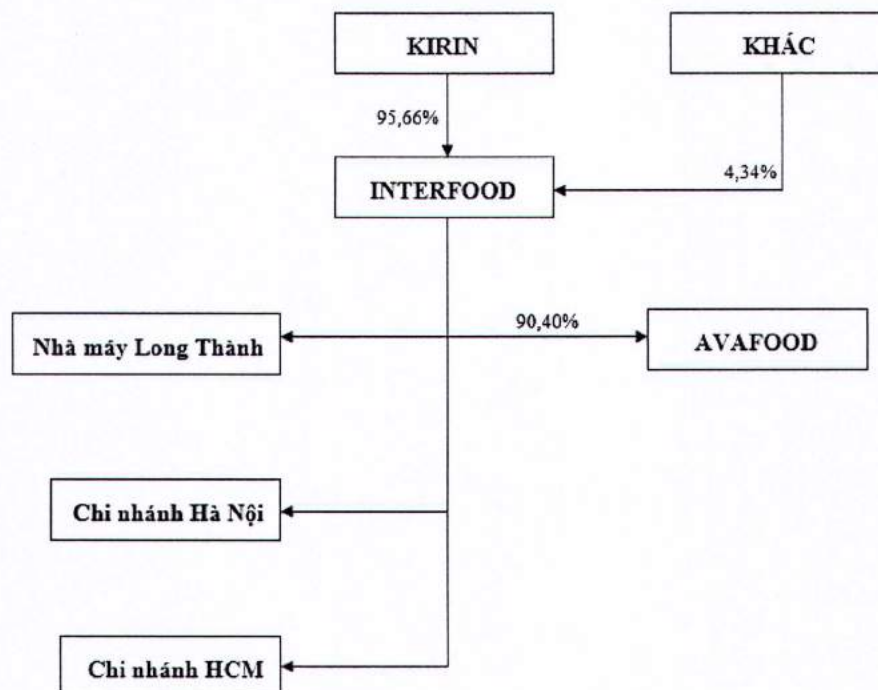 KIRIN
KHÁC
95,66%
INTERFOOD
4,34%
Nhà máy Long Thành
90,40%
AVAFOOD
Chi nhánh Hà Nội
Chi nhánh HCM